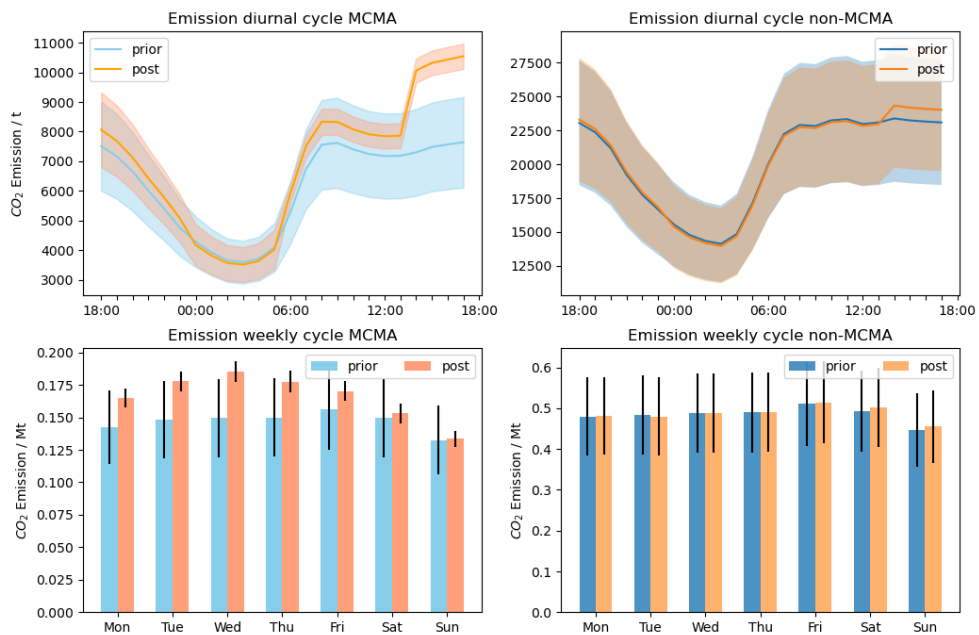 Emission diurnal cycle MCMA
CO₂ Emission / t
11000
10000
9000
8000
7000
6000
5000
4000
3000
prior
post
18:00 00:00 06:00 12:00 18:00
Emission diurnal cycle non-MCMA
27500
25000
22500
20000
17500
15000
12500
prior
post
18:00 00:00 06:00 12:00 18:00
Emission weekly cycle MCMA
CO₂ Emission / Mt
0.200
0.175
0.150
0.125
0.100
0.075
0.050
0.025
0.000
prior post
Mon Tue Wed Thu Fri Sat Sun
Emission weekly cycle non-MCMA
CO₂ Emission / Mt
0.6
0.5
0.4
0.3
0.2
0.1
0.0
prior post
Mon Tue Wed Thu Fri Sat Sun